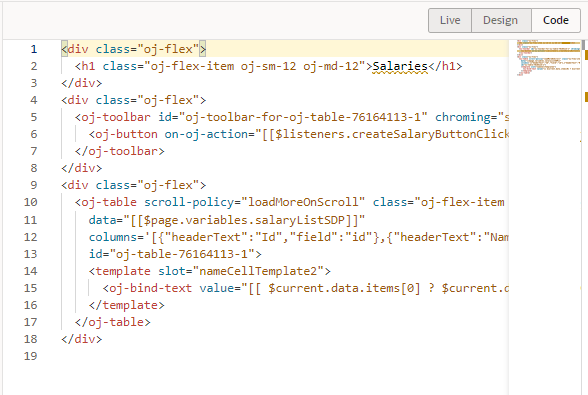 Live Design Code
1 <div class="oj-flex">
2 <h1 class="oj-flex-item oj-sm-12 oj-md-12">Salaries</h1>
3 </div>
4 <div class="oj-flex">
5 <oj-toolbar id="oj-toolbar-for-oj-table-76164113-1" chroming="s
6 <oj-button on-oj-action="[[$listeners.createSalaryButtonClick
7 </oj-toolbar>
8 </div>
9 <div class="oj-flex">
10 <oj-table scroll-policy="loadMoreOnScroll" class="oj-flex-item
11 data="[[$page.variables.salaryListSDP]]"
12 columns='[{"headerText":"Id","field":"id"},{"headerText":"Nam
13 id="oj-table-76164113-1">
14 <template slot="nameCellTemplate2">
15 <oj-bind-text value="[[ $current.data.items[0] ? $current.d
16 </template>
17 </oj-table>
18 </div>
19